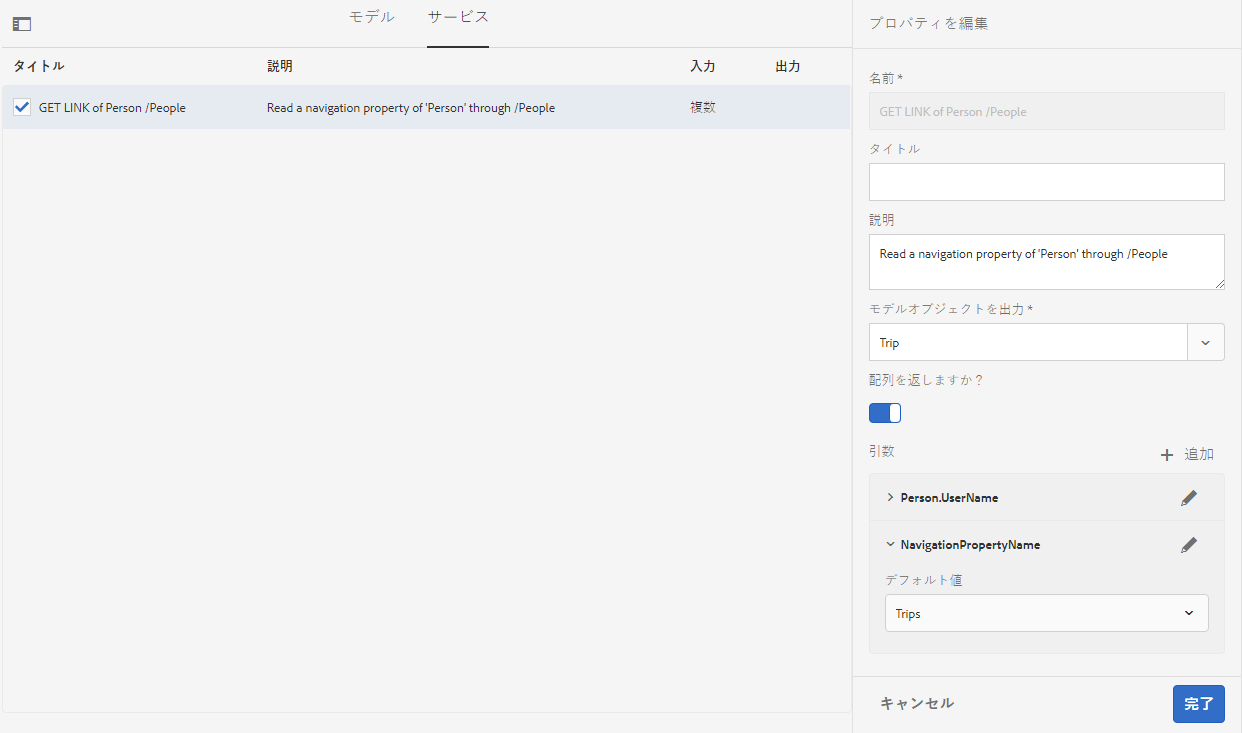 モデル
サービス
タイトル 説明 入力 出力
GET LINK of Person /People Read a navigation property of 'Person' through /People 複数
プロパティを編集
名前 *
GET LINK of Person /People
タイトル
説明
Read a navigation property of 'Person' through /People
モデルオブジェクトを出力 *
Trip
配列を返しますか？
引数
追加
Person.UserName
NavigationPropertyName
デフォルト値
Trips
キャンセル
完了